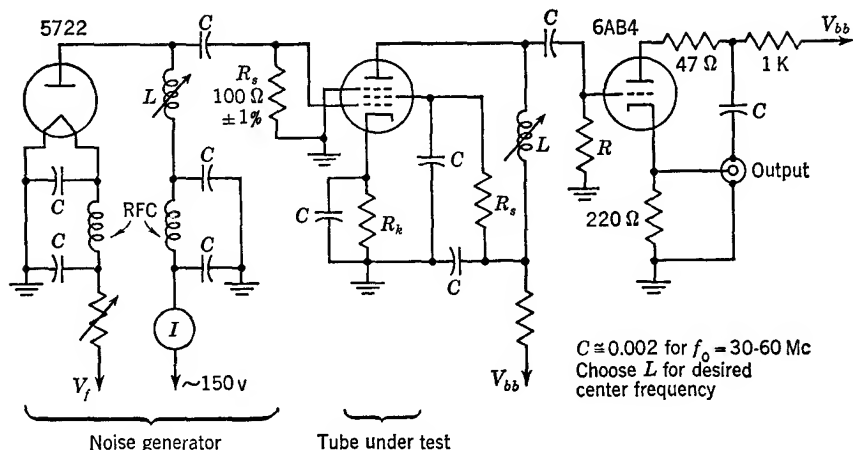 5722
C
6AB4
V_bb
L
R_s
100 Ω
±1%
47 Ω
1 K
C
C
L
R
C
Output
C
RFC
C
C
C
R_k
C
R_s
220 Ω
C
C
I
V_f
~150 v
V_bb
C ≅ 0.002 for f_o = 30-60 Mc
Choose L for desired
center frequency
Noise generator
Tube under test